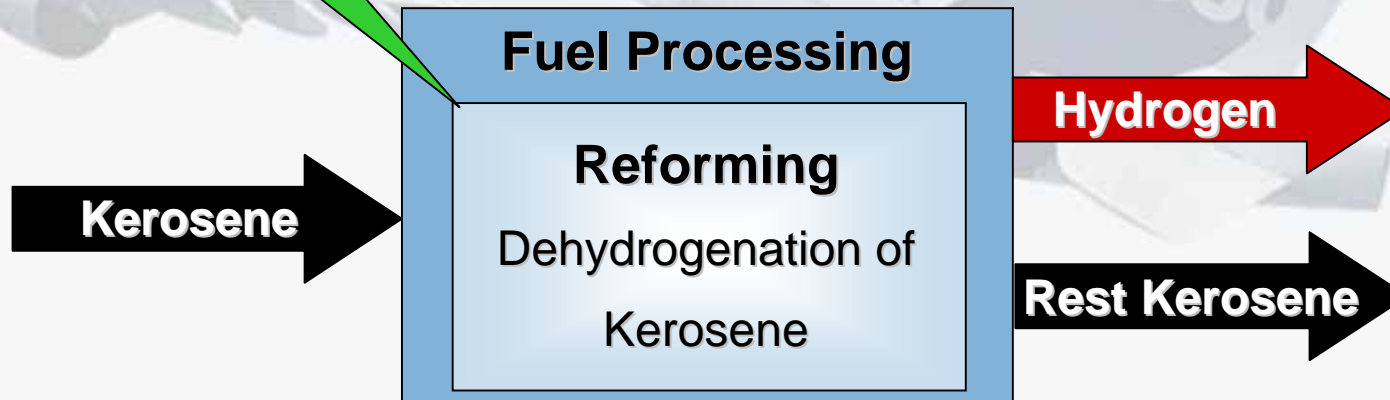 Fuel Processing
Hydrogen
Reforming
Kerosene
Dehydrogenation of
Kerosene
Rest Kerosene